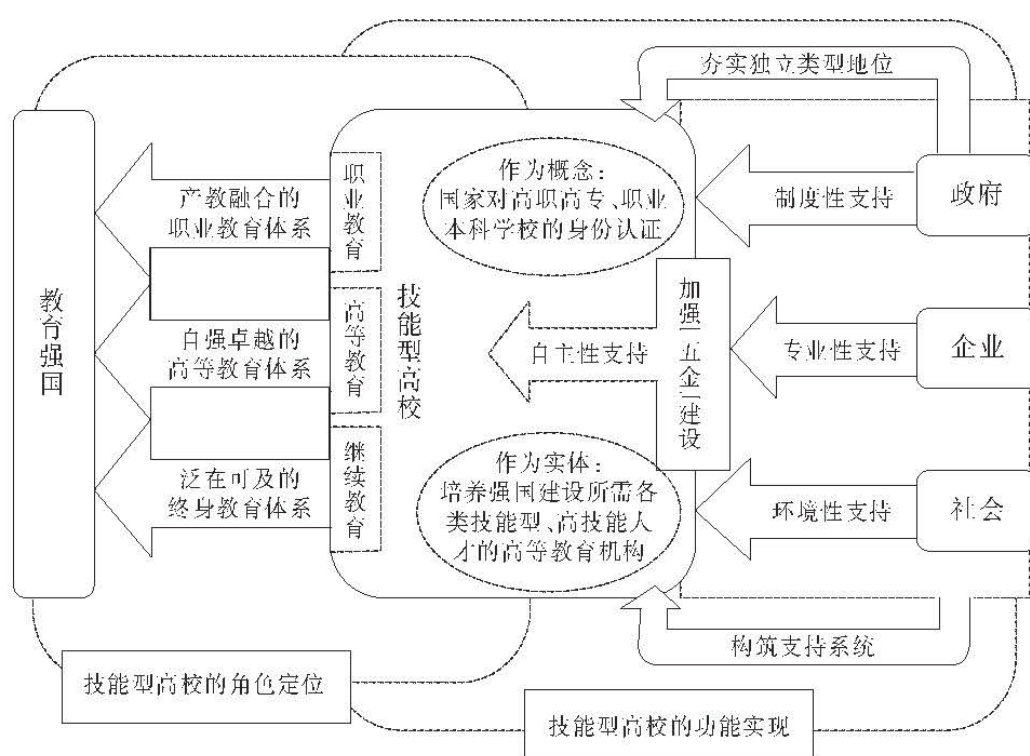 夯实独立类型地位
教育强国
产教融合的
职业教育体系
自强卓越的
高等教育体系
泛在可及的
终身教育体系
职业教育
高等教育
继续教育
技能型高校
作为概念：
国家对高职高专、职业
本科学校的身份认证
自主性支持
作为实体：
培养强国建设所需各
类技能型、高技能人
才的高等教育机构
加强“五金”建设
制度性支持
专业性支持
环境性支持
政府
企业
社会
构筑支持系统
技能型高校的角色定位
技能型高校的功能实现